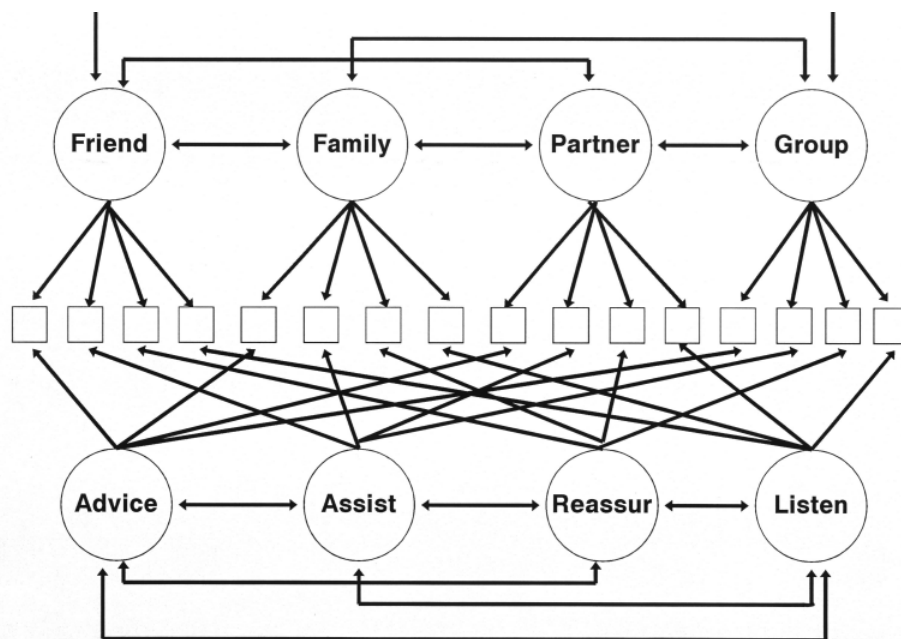 Friend
Family
Partner
Group
Advice
Assist
Reassur
Listen